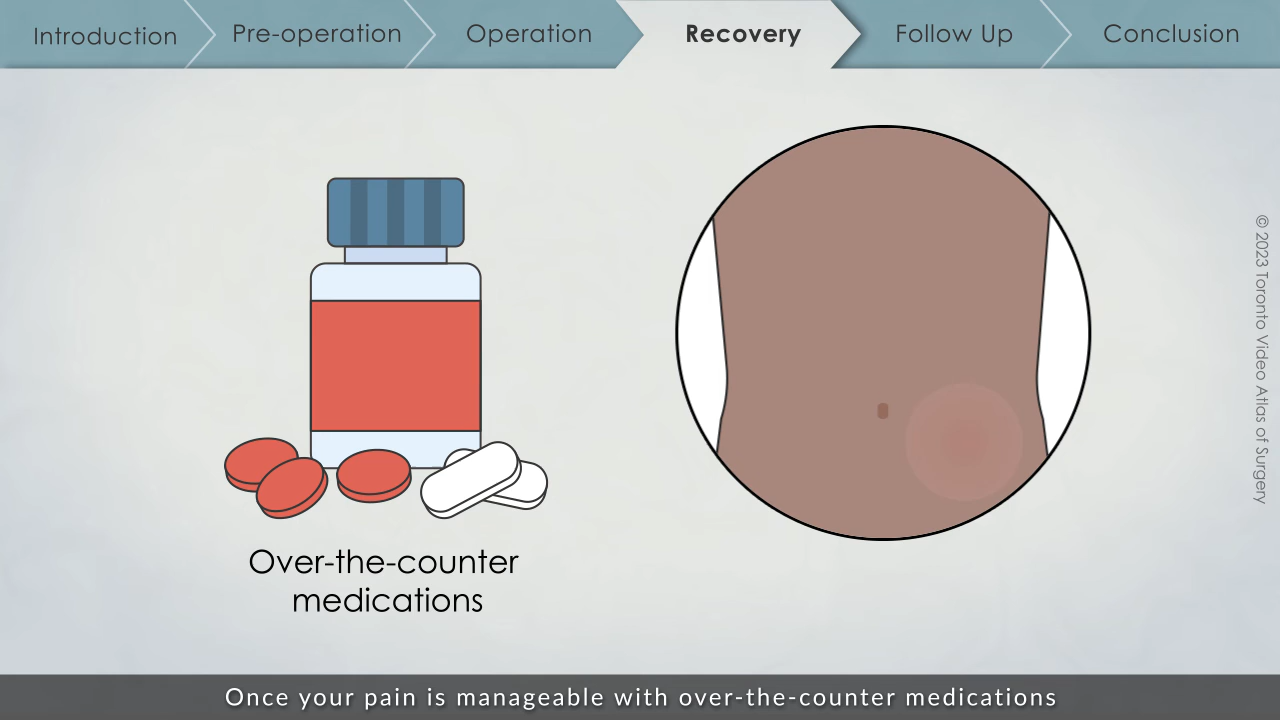 Introduction
Pre-operation
Operation
Recovery
Follow Up
Conclusion
Over-the-counter
medications
© 2023 Toronto Video Atlas of Surgery
Once your pain is manageable with over-the-counter medications